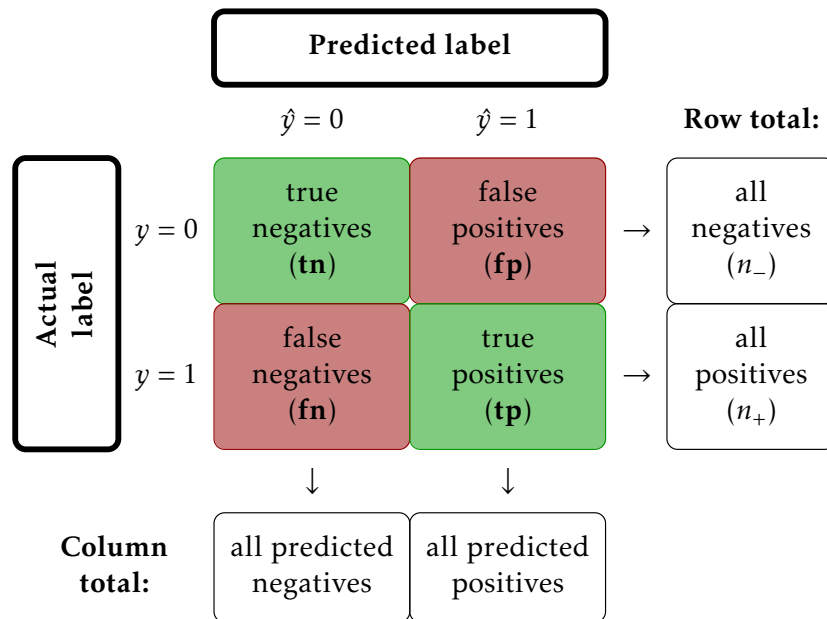 Predicted label
ŷ = 0
ŷ = 1
Row total:
Actual
label
y = 0
true
negatives
(tn)
false
positives
(fp)
→
all
negatives
(n₋)
y = 1
false
negatives
(fn)
true
positives
(tp)
→
all
positives
(n₊)
↓
↓
Column
total:
all predicted
negatives
all predicted
positives